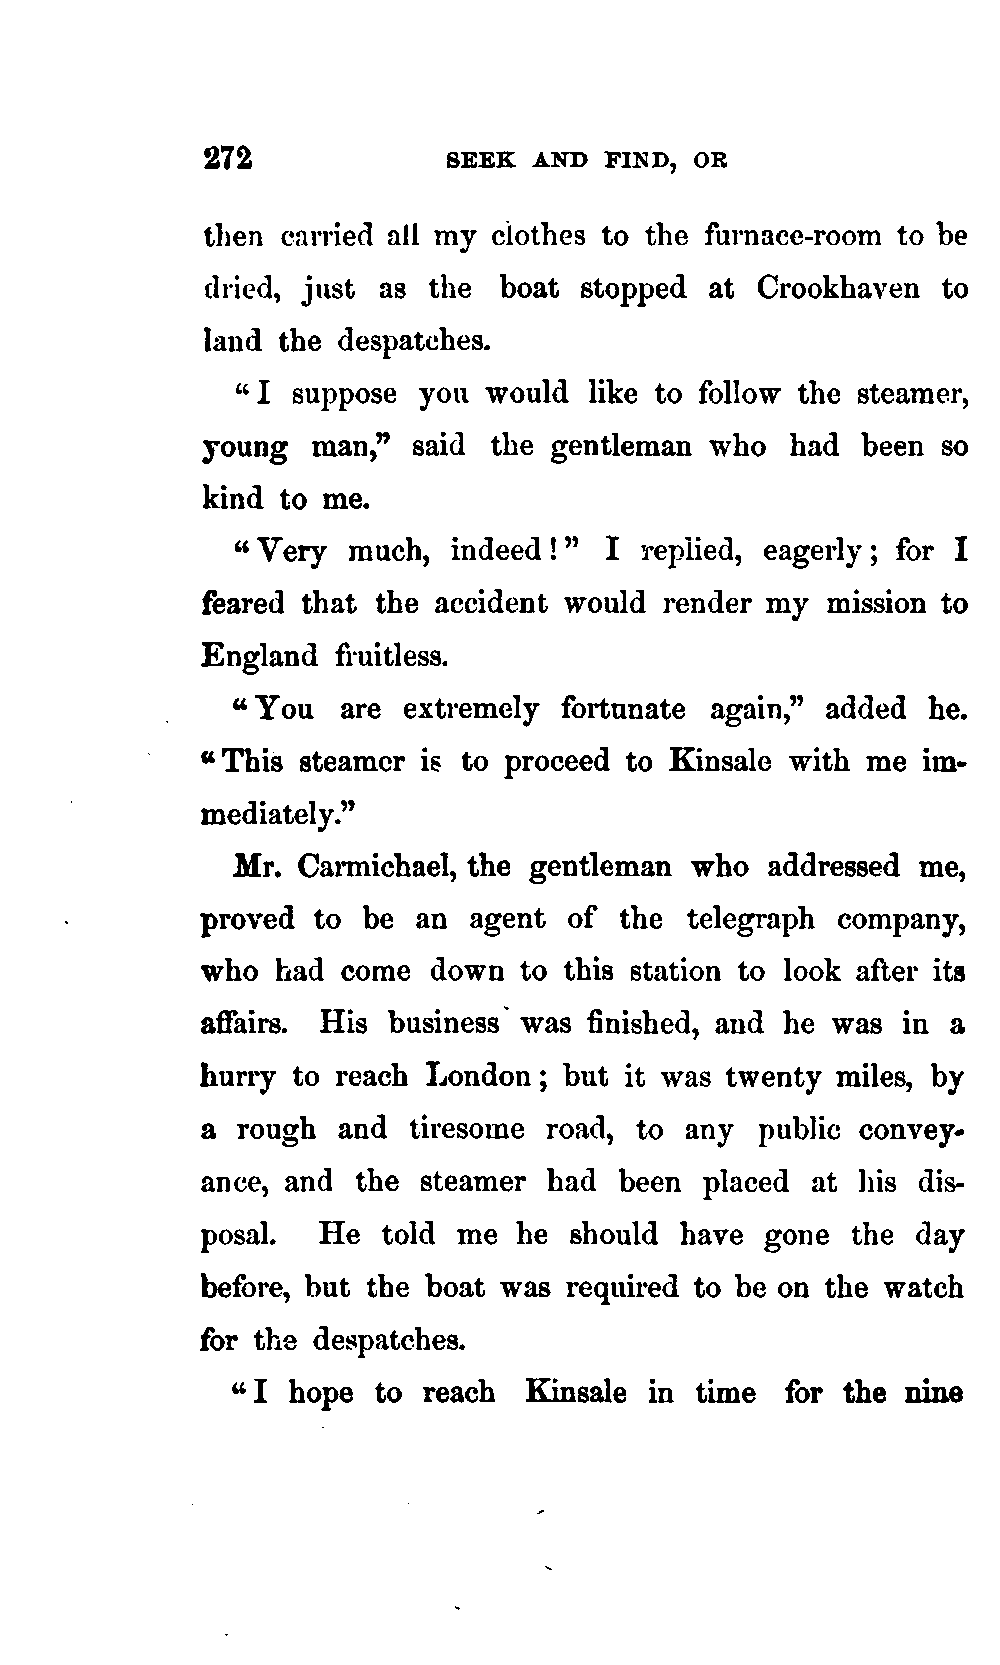 272 SEEK AND FIND, OR
then carried all my clothes to the furnace-room to be
dried, just as the boat stopped at Crookhaven to
land the despatches.
“I suppose you would like to follow the steamer,
young man,” said the gentleman who had been so
kind to me.
“Very much, indeed!” I replied, eagerly; for I
feared that the accident would render my mission to
England fruitless.
“You are extremely fortunate again,” added he.
“This steamer is to proceed to Kinsale with me im-
mediately.”
Mr. Carmichael, the gentleman who addressed me,
proved to be an agent of the telegraph company,
who had come down to this station to look after its
affairs. His business was finished, and he was in a
hurry to reach London; but it was twenty miles, by
a rough and tiresome road, to any public convey-
ance, and the steamer had been placed at his dis-
posal. He told me he should have gone the day
before, but the boat was required to be on the watch
for the despatches.
“I hope to reach Kinsale in time for the nine